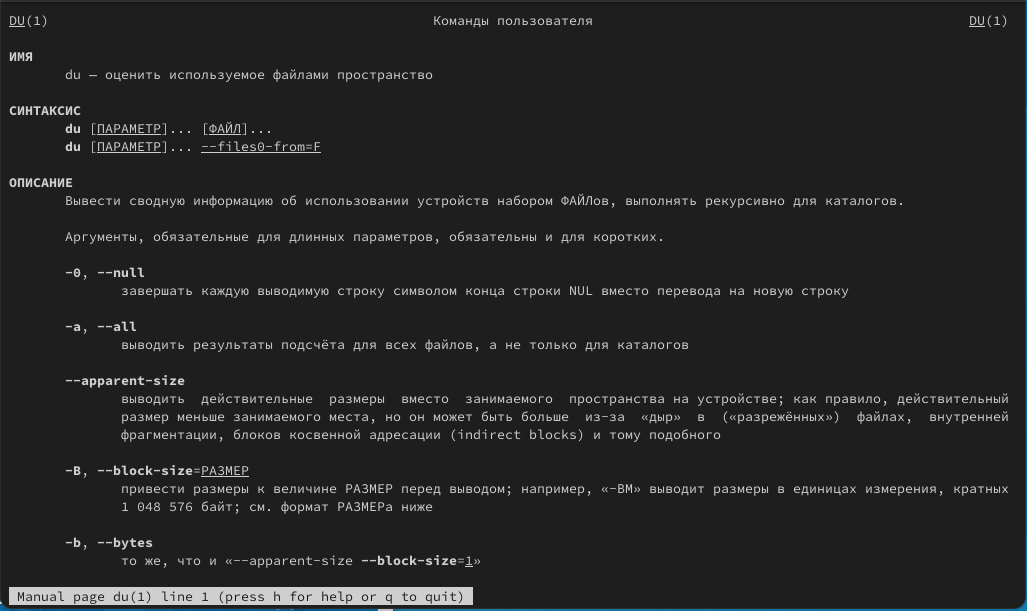 DU(1) Команды пользователя DU(1)
ИМЯ
du — оценить используемое файлами пространство
СИНТАКСИС
du [ПАРАМЕТР]... [ФАЙЛ]...
du [ПАРАМЕТР]... --files0-from=F
ОПИСАНИЕ
Вывести сводную информацию об использовании устройств набором ФАЙЛов, выполнять рекурсивно для каталогов.
Аргументы, обязательные для длинных параметров, обязательны и для коротких.
-0, --null
завершать каждую выводимую строку символом конца строки NUL вместо перевода на новую строку
-a, --all
выводить результаты подсчёта для всех файлов, а не только для каталогов
--apparent-size
выводить действительные размеры вместо занимаемого пространства на устройстве; как правило, действительный
размер меньше занимаемого места, но он может быть больше из-за «дыр» в («разрежённых») файлах, внутренней
фрагментации, блоков косвенной адресации (indirect blocks) и тому подобного
-B, --block-size=РАЗМЕР
привести размеры к величине РАЗМЕР перед выводом; например, «-BM» выводит размеры в единицах измерения, кратных
1 048 576 байт; см. формат РАЗМЕРа ниже
-b, --bytes
то же, что и «--apparent-size --block-size=1»
Manual page du(1) line 1 (press h for help or q to quit)